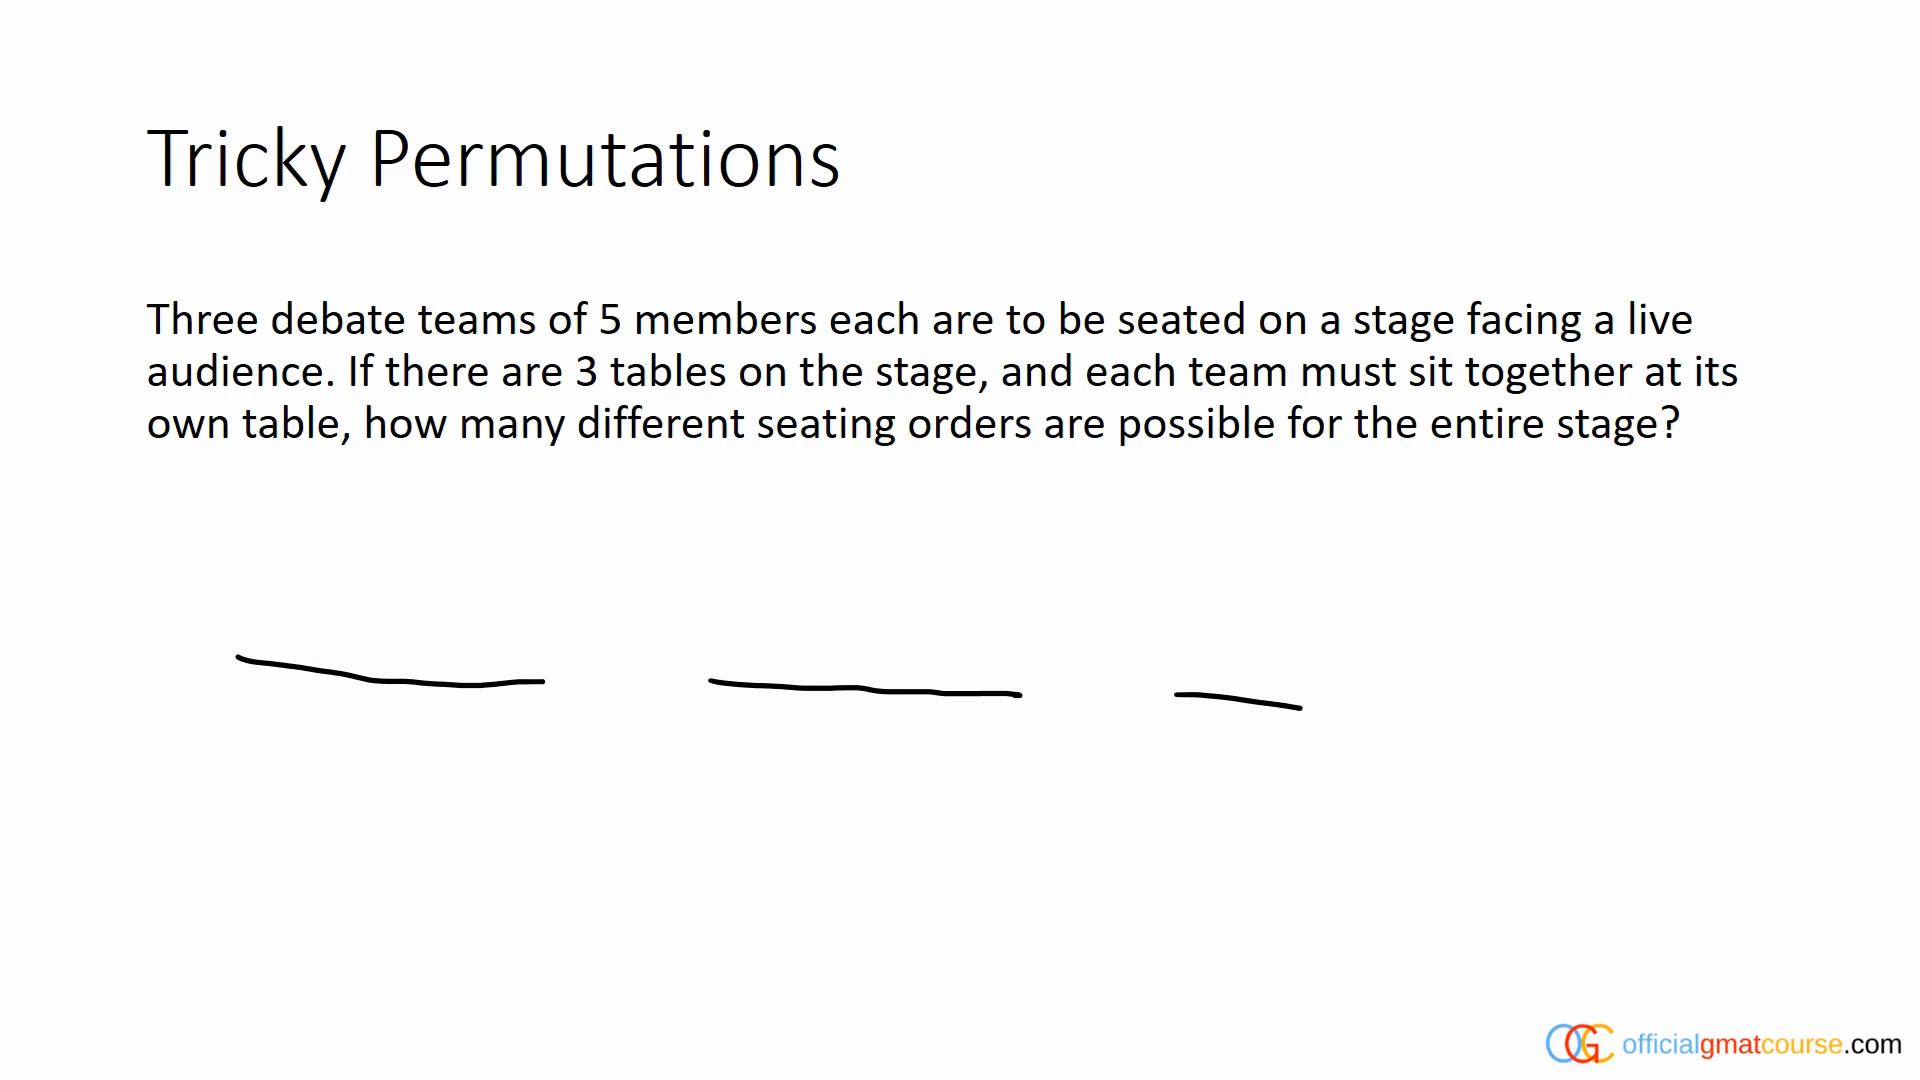 Tricky Permutations
Three debate teams of 5 members each are to be seated on a stage facing a live
audience. If there are 3 tables on the stage, and each team must sit together at its
own table, how many different seating orders are possible for the entire stage?
OGC officialgmatcourse.com